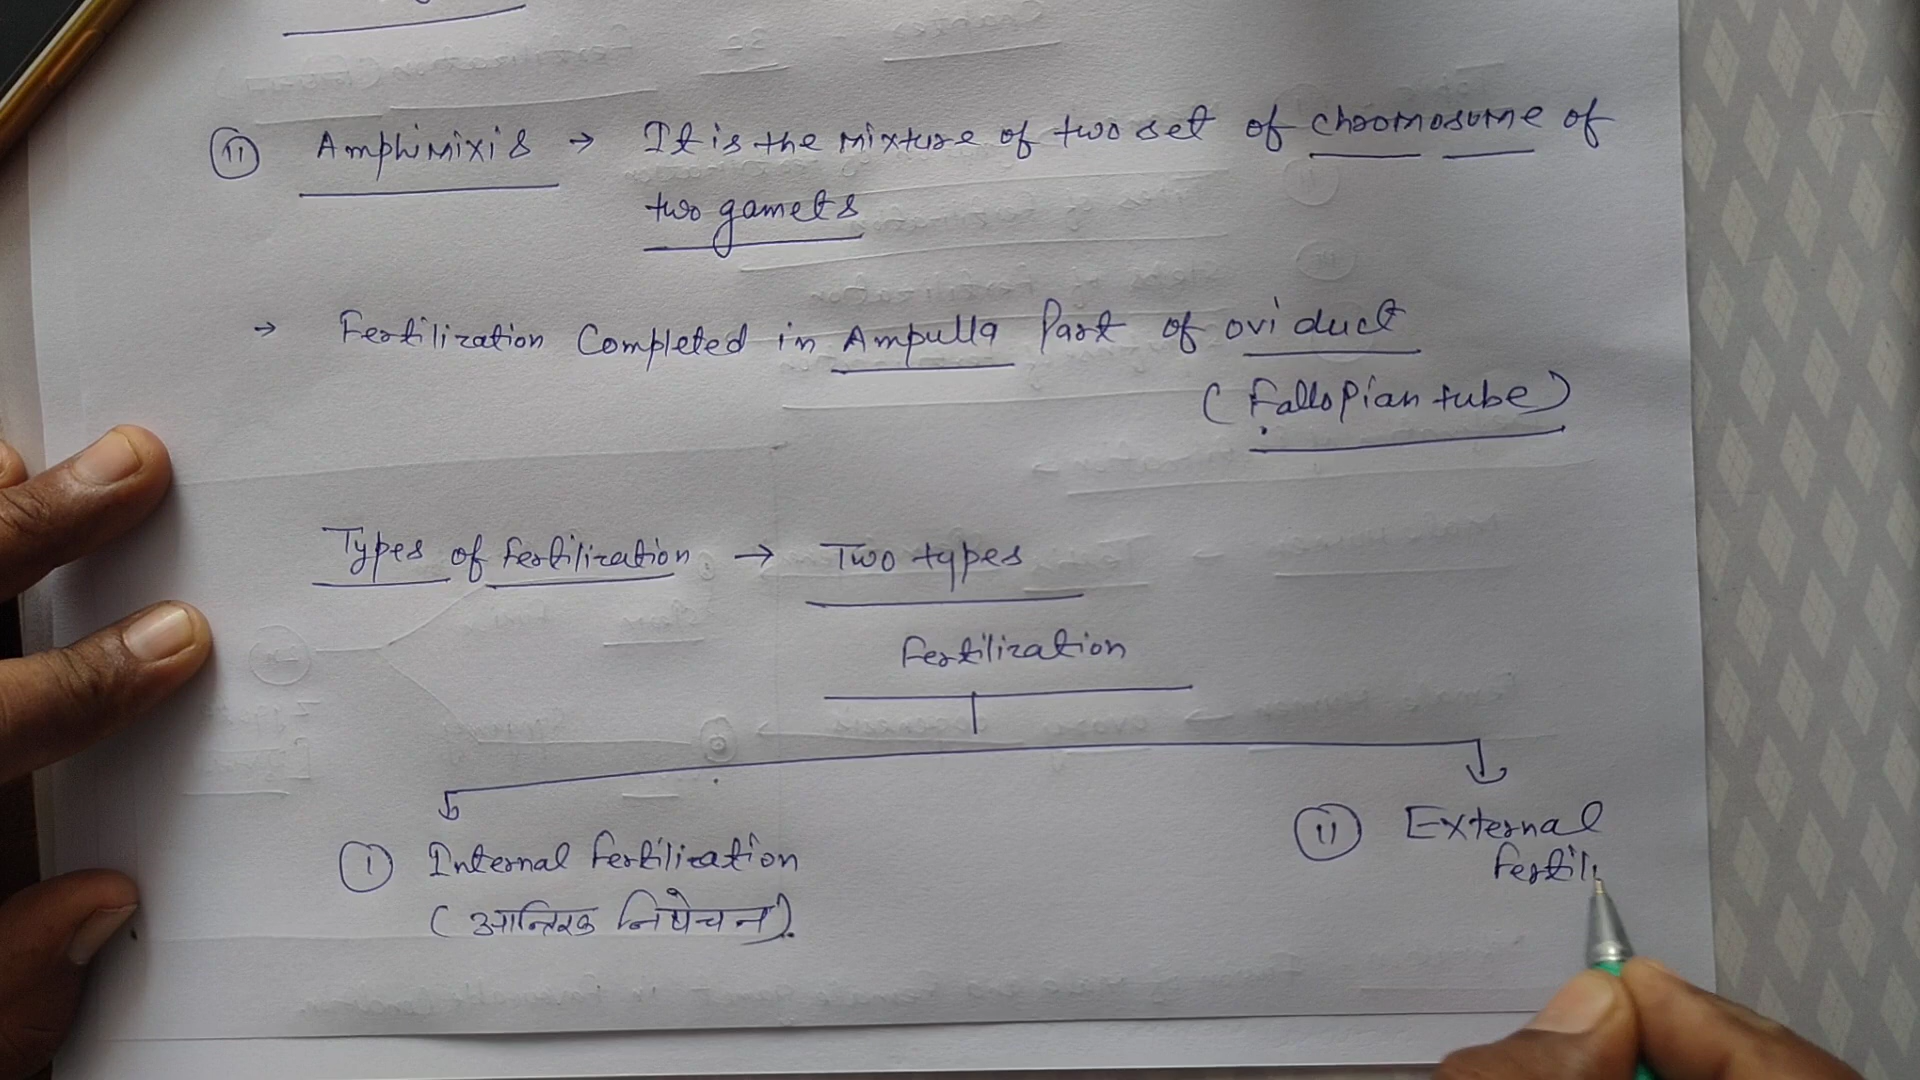 (ii) Amphimixis → It is the mixture of two set of chromosome of
two gamets
→ Fertilization Completed in Ampulla Part of oviduct
(Fallopian tube)
Types of fertilization → Two types
Fertilization
(i) Internal fertilization
(आन्तिरक निषेचन).
(ii) External
fertili